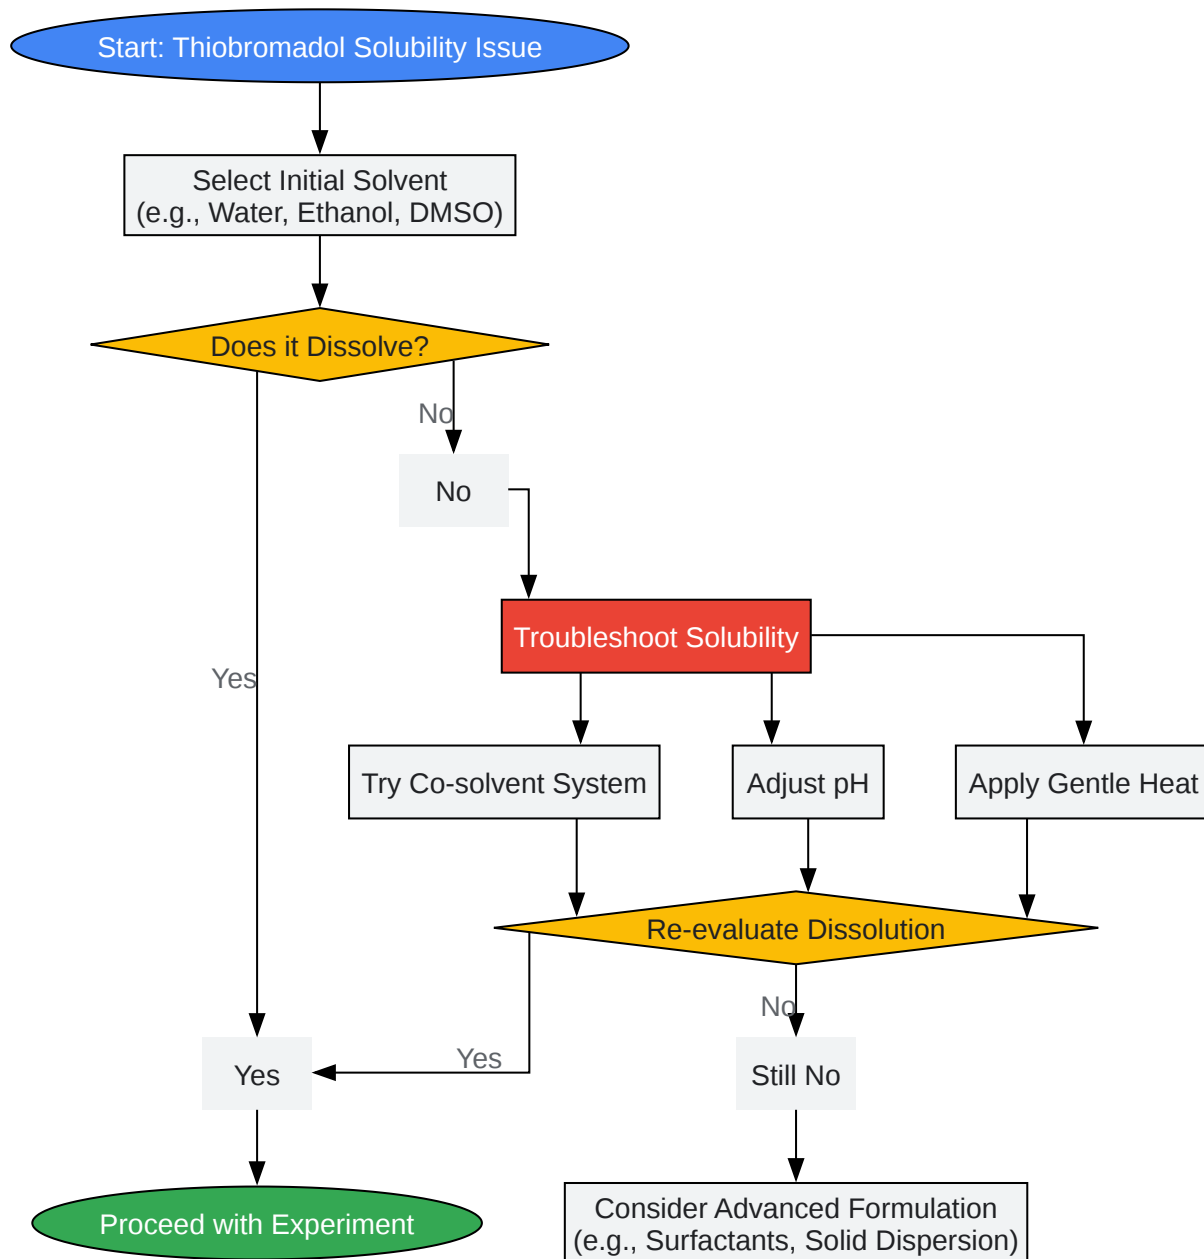 Start: Thiobromadol Solubility Issue
Select Initial Solvent
(e.g., Water, Ethanol, DMSO)
Does it Dissolve?
No
No
Troubleshoot Solubility
Yes
Try Co-solvent System
Adjust pH
Apply Gentle Heat
Re-evaluate Dissolution
No
Yes
Yes
Still No
Proceed with Experiment
Consider Advanced Formulation
(e.g., Surfactants, Solid Dispersion)